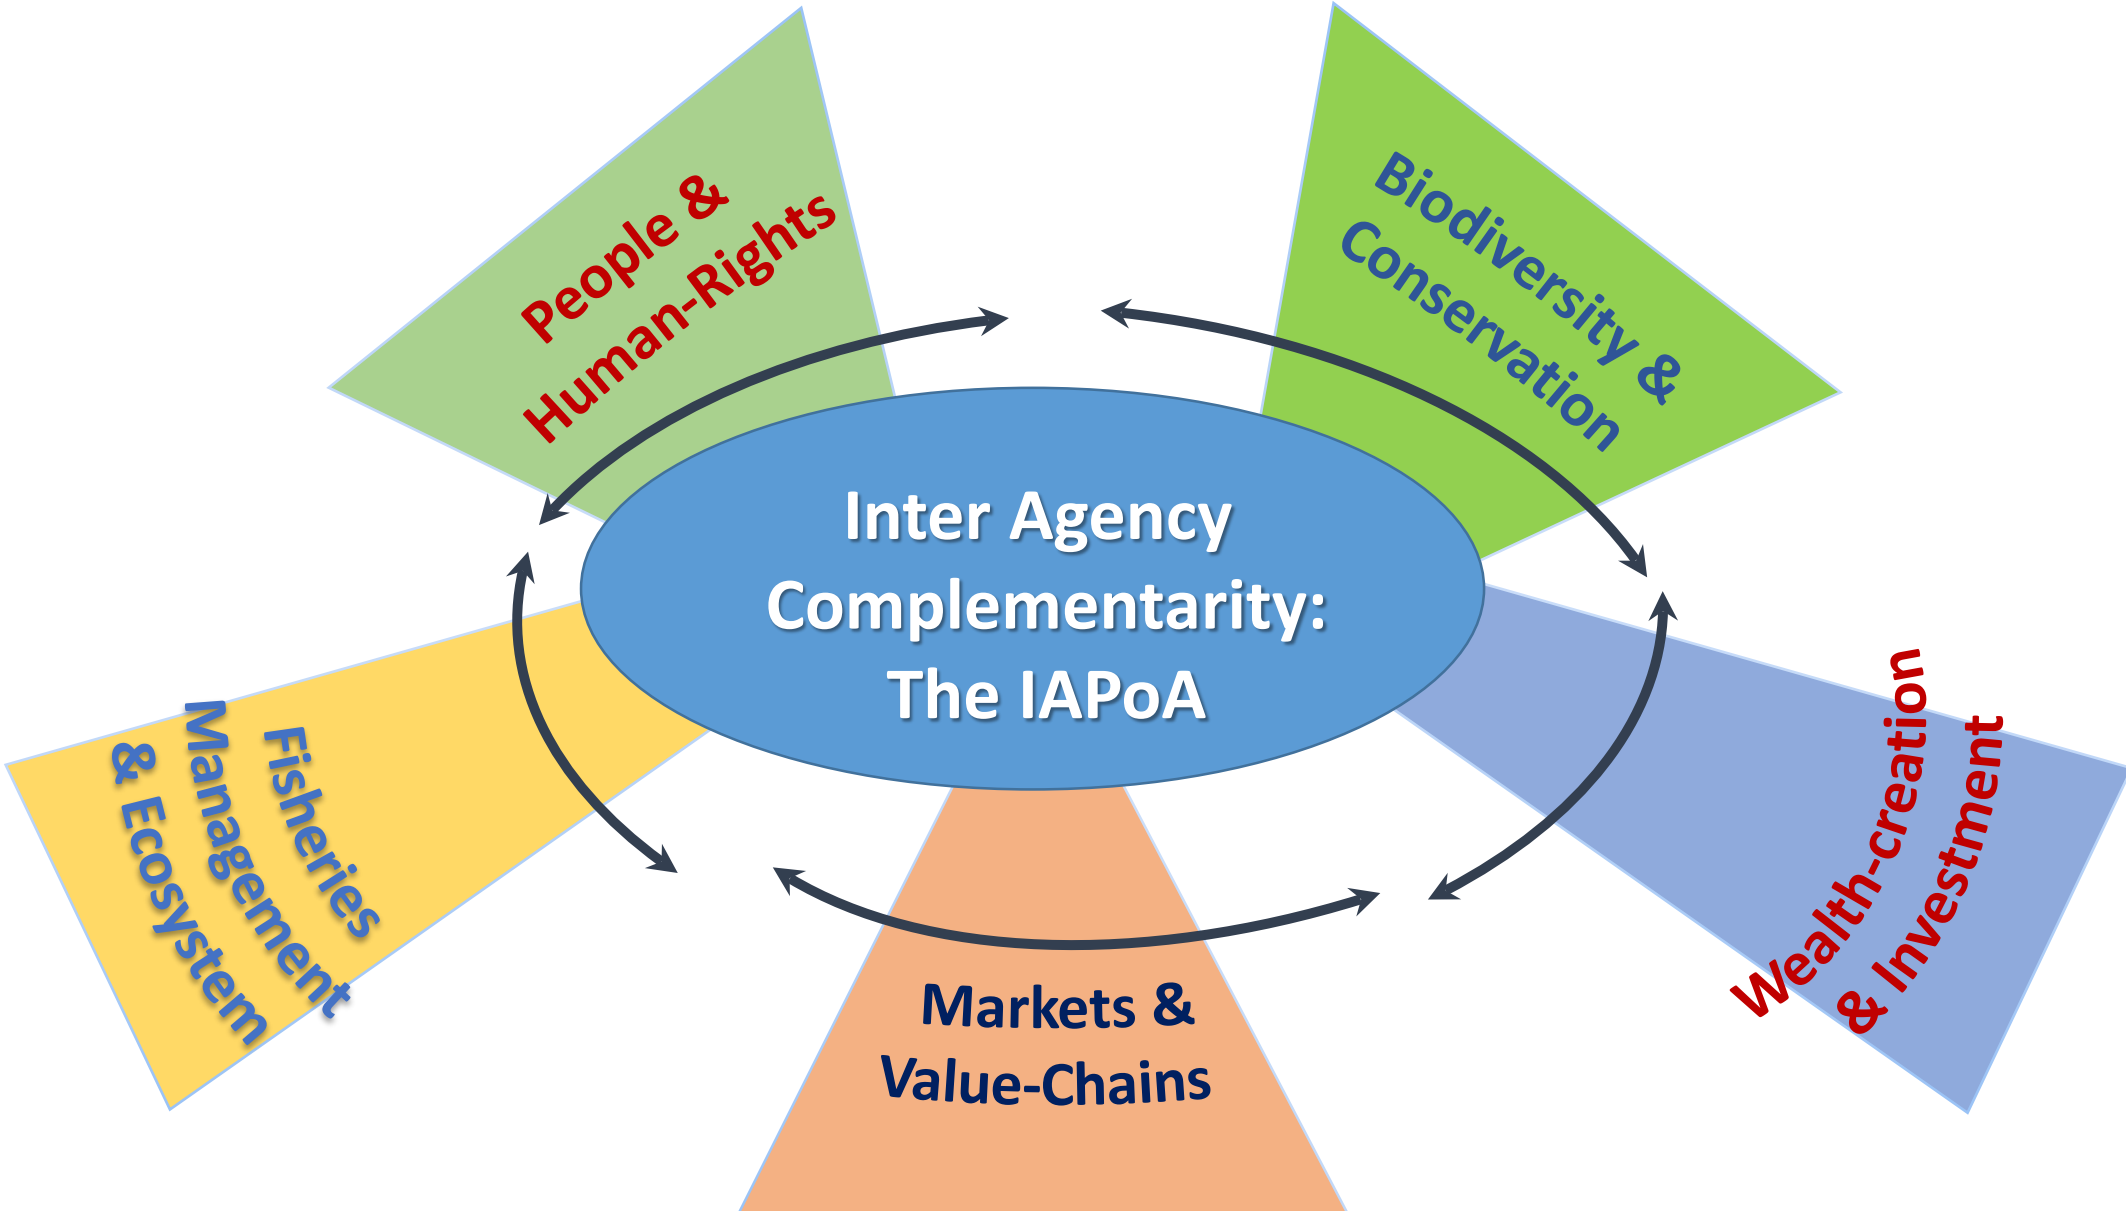 People &
Human-Rights
Biodiversity &
Conservation
Inter Agency
Complementarity:
The IAPoA
Fisheries
Management
& Ecosystem
Wealth-creation
& Investment
Markets &
Value-Chains